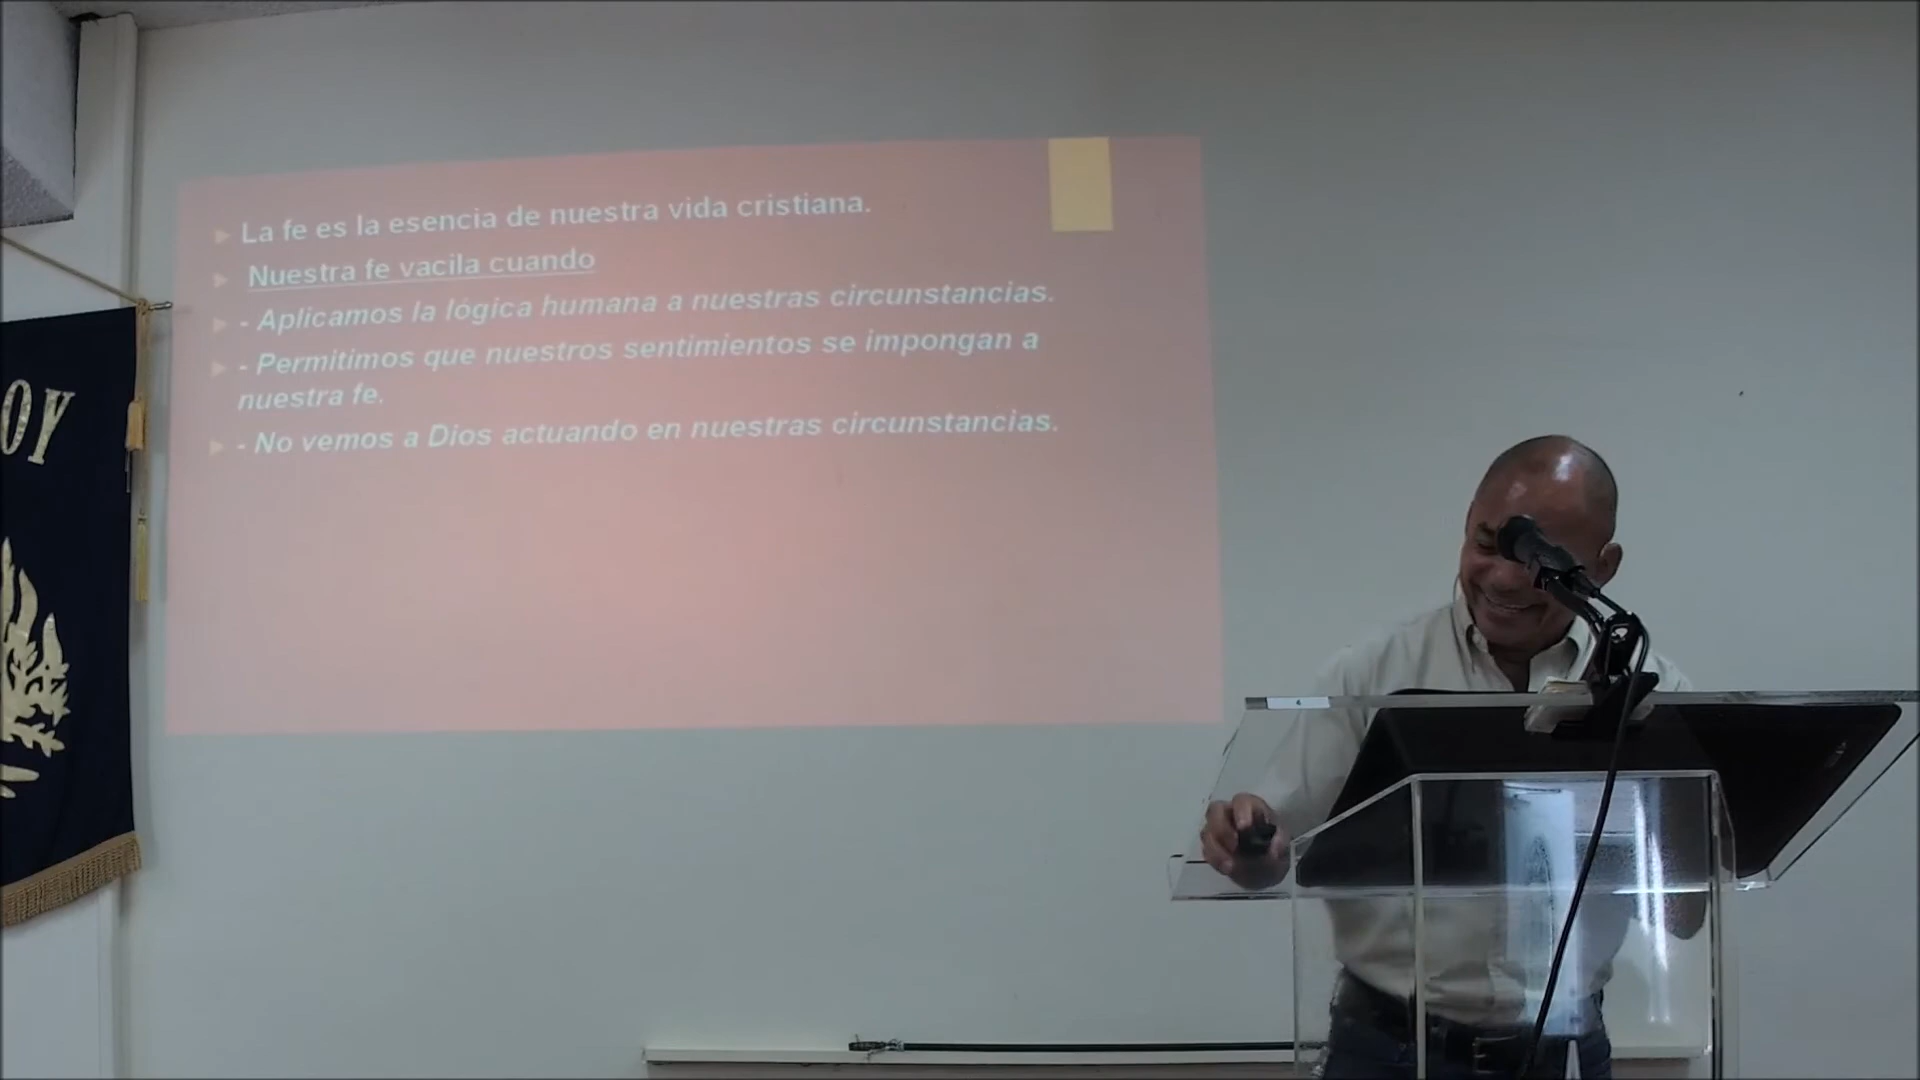 La fe es la esencia de nuestra vida cristiana.
Nuestra fe vacila cuando
- Aplicamos la lógica humana a nuestras circunstancias.
- Permitimos que nuestros sentimientos se impongan a
nuestra fe.
- No vemos a Dios actuando en nuestras circunstancias.
OY